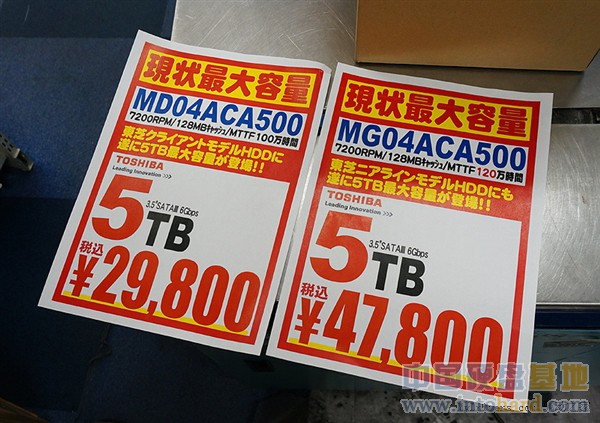 現状最大容量
MD04ACA500
7200RPM/128MBｷｬｯｼｭ/MTTF100万時間
東芝クライアントモデルHDDに
遂に5TB最大容量が登場!!
TOSHIBA
Leading Innovation >>>
3.5"SATAⅢ 6Gbps
5TB
税込
¥29,800
現状最大容量
MG04ACA500
7200RPM/128MBｷｬｯｼｭ/MTTF120万時間
東芝ニアラインモデルHDDにも
遂に5TB最大容量が登場!!
TOSHIBA
Leading Innovation >>>
3.5"SATAⅢ 6Gbps
5TB
税込
¥47,800
中国硬盘基地
www.intohard.com